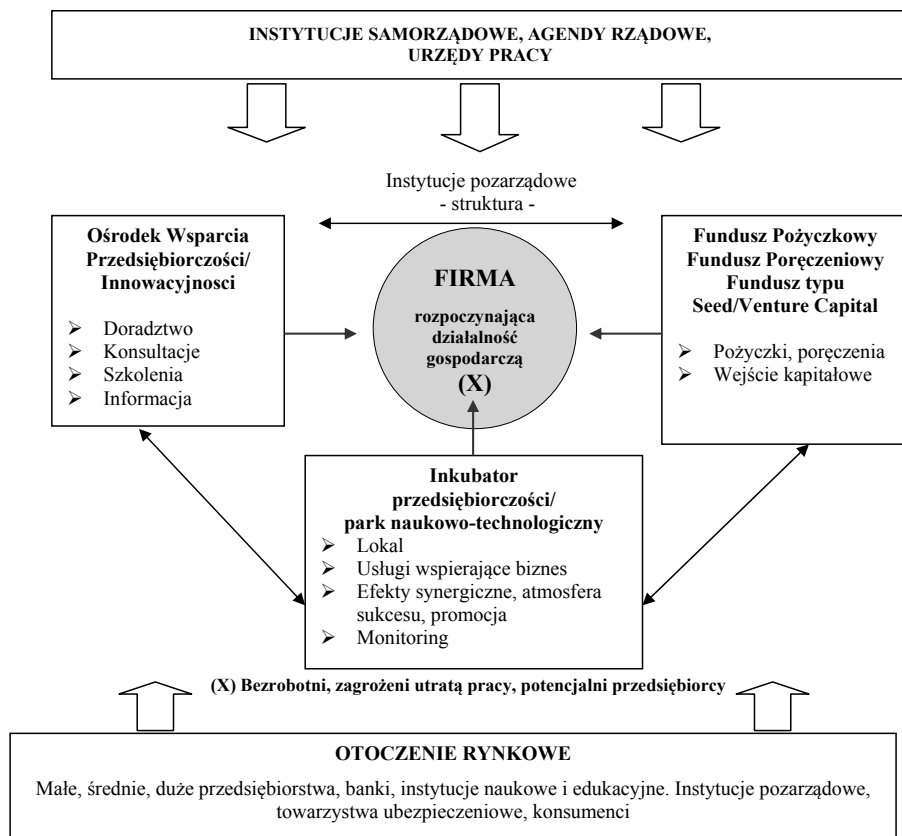 INSTYTUCJE SAMORZĄDOWE, AGENDY RZĄDOWE,
URZĘDY PRACY
Instytucje pozarządowe
- struktura -
Ośrodek Wsparcia
Przedsiębiorczości/
Innowacyjnosci
➢ Doradztwo
➢ Konsultacje
➢ Szkolenia
➢ Informacja
FIRMA
rozpoczynająca
działalność
gospodarczą
(X)
Fundusz Pożyczkowy
Fundusz Poręczeniowy
Fundusz typu
Seed/Venture Capital
➢ Pożyczki, poręczenia
➢ Wejście kapitałowe
Inkubator
przedsiębiorczości/
park naukowo-technologiczny
➢ Lokal
➢ Usługi wspierające biznes
➢ Efekty synergiczne, atmosfera
sukcesu, promocja
➢ Monitoring
(X) Bezrobotni, zagrożeni utratą pracy, potencjalni przedsiębiorcy
OTOCZENIE RYNKOWE
Małe, średnie, duże przedsiębiorstwa, banki, instytucje naukowe i edukacyjne. Instytucje pozarządowe,
towarzystwa ubezpieczeniowe, konsumenci